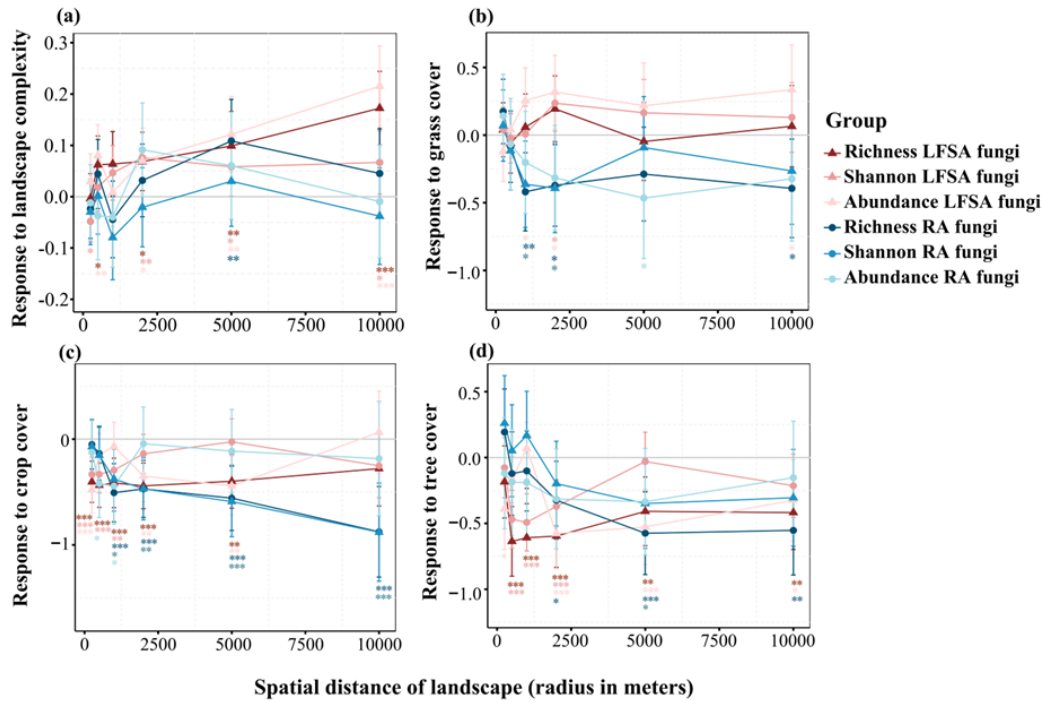 (a)
0.3
0.2
0.1
0.0
-0.1
-0.2
Response to landscape complexity
** ***
* ** * *
* * ** ***
** * **
0 2500 5000 7500 10000
(b)
0.5
0.0
-0.5
-1.0
Response to grass cover
0 2500 5000 7500 10000
Group
Richness LFSA fungi
Shannon LFSA fungi
Abundance LFSA fungi
Richness RA fungi
Shannon RA fungi
Abundance RA fungi
(c)
0
−1
Response to crop cover
0 2500 5000 7500 10000
(d)
0.5
0.0
−0.5
−1.0
Response to tree cover
0 2500 5000 7500 10000
Spatial distance of landscape (radius in meters)